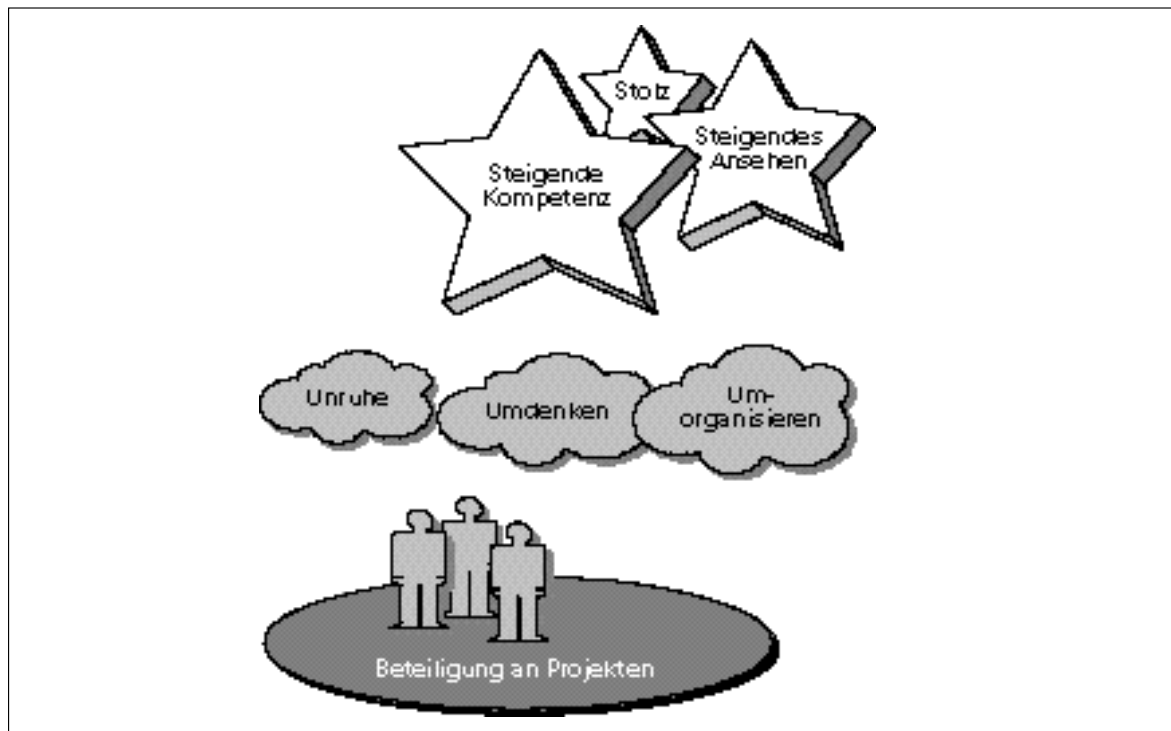 Stolz
Steigendes
Ansehen
Steigende
Kompetenz
Unruhe
Umdenken
Um-
organisieren
Beteiligung an Projekten